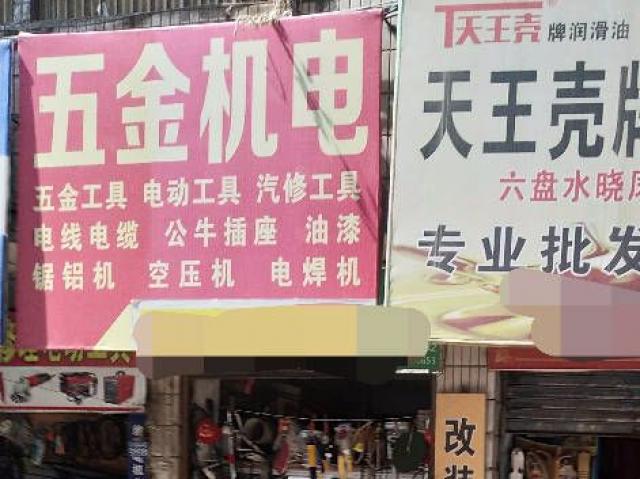 五金机电
五金工具 电动工具 汽修工具
电线电缆 公牛插座 油漆
锯铝机 空压机 电焊机
天王壳 牌润滑油
天王壳牌
六盘水晓
专业批发
改装